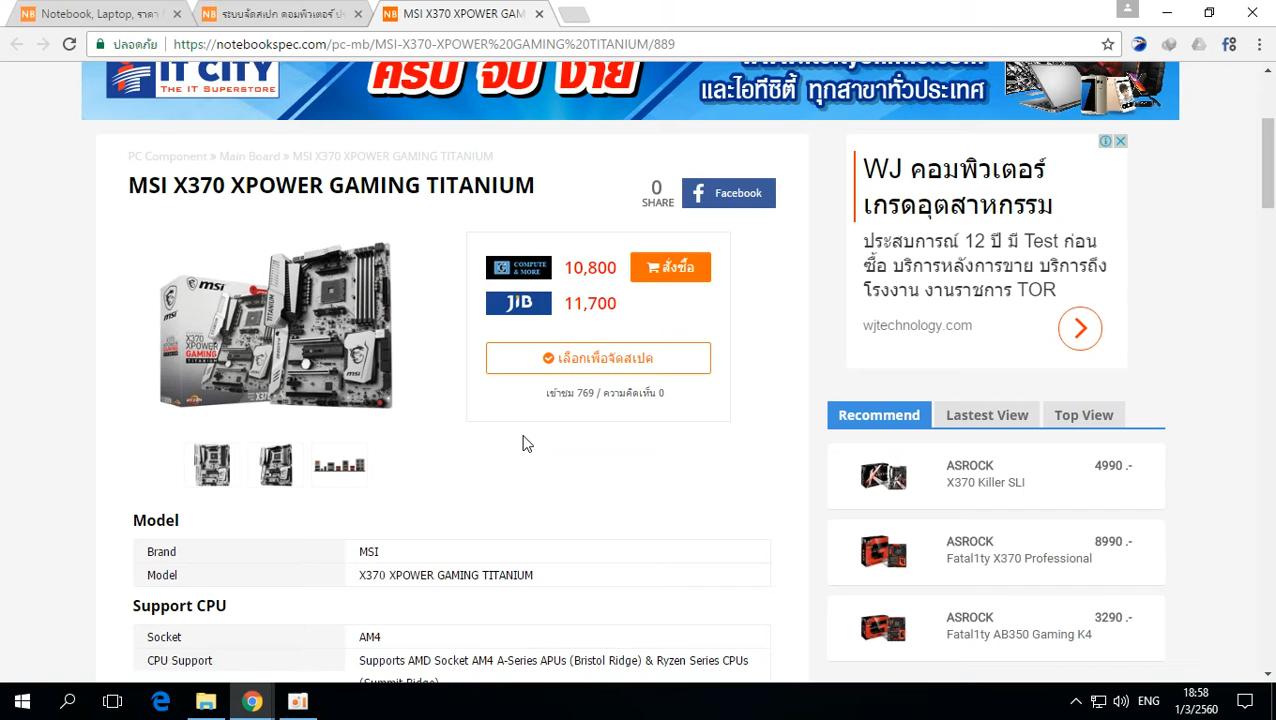 Notebook, Laptop, ราคา
ระบบจัดสเปก คอมพิวเตอร์
MSI X370 XPOWER GAM
ปลอดภัย
https://notebookspec.com/pc-mb/MSI-X370-XPOWER%20GAMING%20TITANIUM/889
IT CITY
THE IT SUPERSTORE
ครบ จบ ง่าย
และไอทีซิตี้ ทุกสาขาทั่วประเทศ
PC Component » Main Board » MSI X370 XPOWER GAMING TITANIUM
MSI X370 XPOWER GAMING TITANIUM
0
SHARE
Facebook
COMPUTE
& MORE
10,800
สั่งซื้อ
JIB
11,700
เลือกเพื่อจัดสเปค
เข้าชม 769 / ความคิดเห็น 0
msi
X370
XPOWER
GAMING
TITANIUM
Model
Brand MSI
Model X370 XPOWER GAMING TITANIUM
Support CPU
Socket AM4
CPU Support Supports AMD Socket AM4 A-Series APUs (Bristol Ridge) & Ryzen Series CPUs
(Summit Ridge)
WJ คอมพิวเตอร์
เกรดอุตสาหกรรม
ประสบการณ์ 12 ปี มี Test ก่อน
ซื้อ บริการหลังการขาย บริการถึง
โรงงาน งานราชการ TOR
wjtechnology.com
Recommend Lastest View Top View
ASROCK 4990 .-
X370 Killer SLI
ASROCK 8990 .-
Fatal1ty X370 Professional
ASROCK 3290 .-
Fatal1ty AB350 Gaming K4
ENG
18:58
1/3/2560